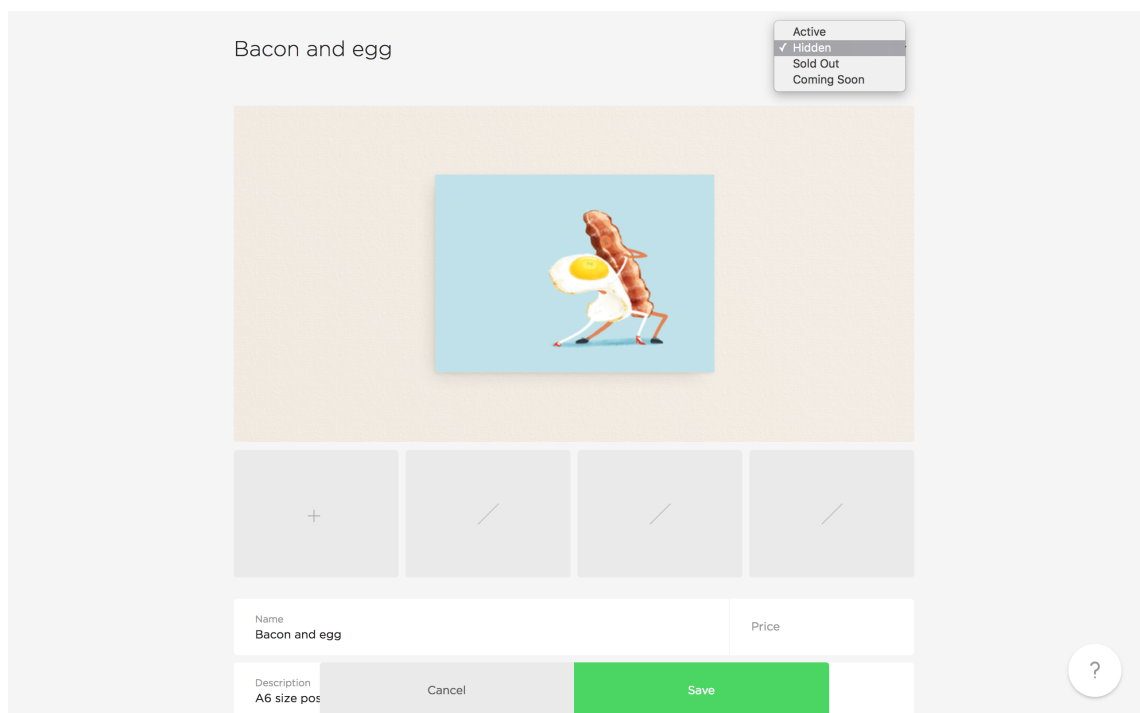 Bacon and egg
Active
✓ Hidden
Sold Out
Coming Soon
+
Name
Bacon and egg
Price
Description
A6 size pos
Cancel
Save
?